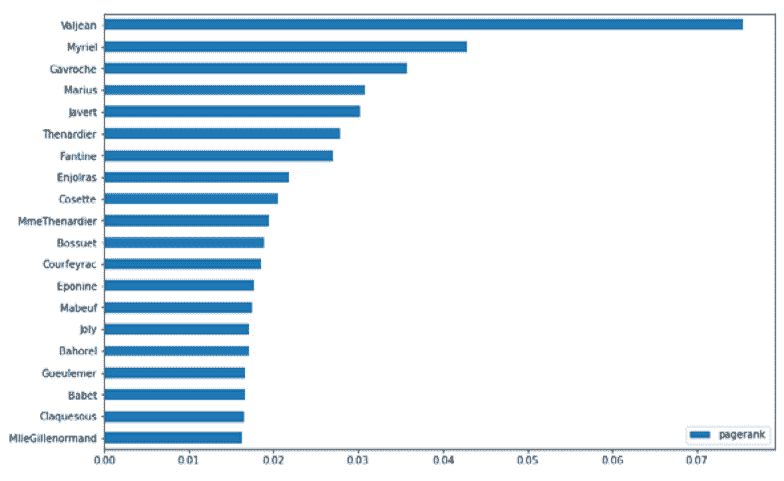 Valjean
Myriel
Gavroche
Marius
Javert
Thenardier
Fantine
Enjolras
Cosette
MmeThenardier
Bossuet
Courfeyrac
Eponine
Mabeuf
Joly
Bahorel
Gueulemer
Babet
Claquesous
MlleGillenormand
pagerank
0.00 0.01 0.02 0.03 0.04 0.05 0.06 0.07